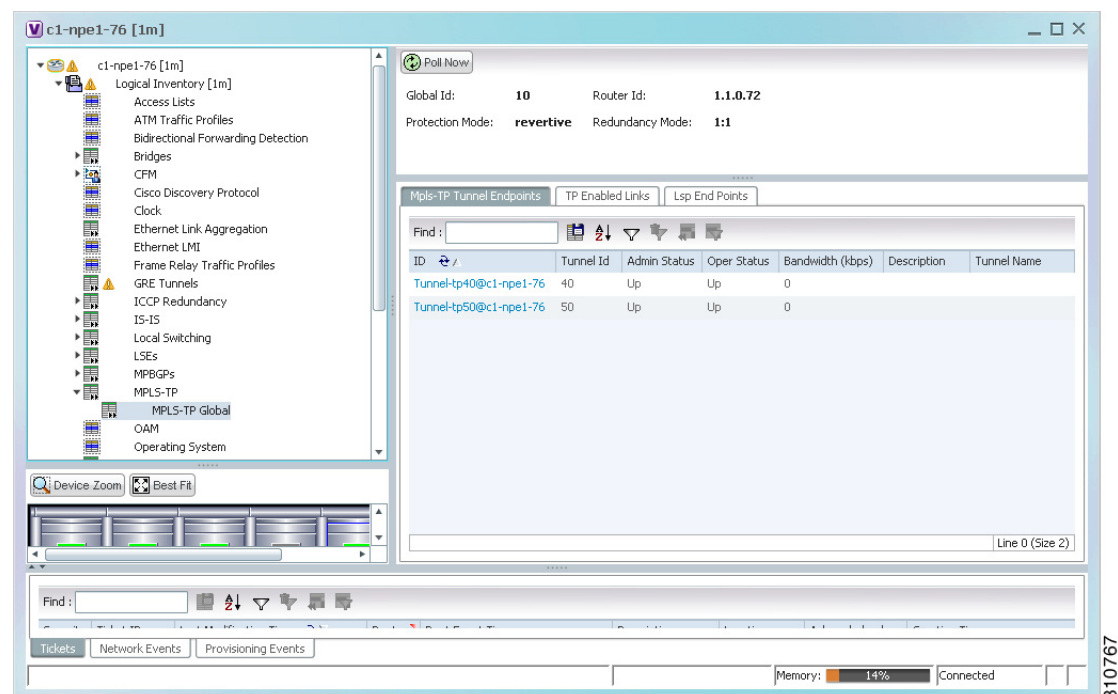 c1-npe1-76 [1m]
c1-npe1-76 [1m]
Logical Inventory [1m]
Access Lists
ATM Traffic Profiles
Bidirectional Forwarding Detection
Bridges
CFM
Cisco Discovery Protocol
Clock
Ethernet Link Aggregation
Ethernet LMI
Frame Relay Traffic Profiles
GRE Tunnels
ICCP Redundancy
IS-IS
Local Switching
LSEs
MPBGPs
MPLS-TP
MPLS-TP Global
OAM
Operating System
Device Zoom Best Fit
Poll Now
Global Id: 10 Router Id: 1.1.0.72
Protection Mode: revertive Redundancy Mode: 1:1
Mpls-TP Tunnel Endpoints TP Enabled Links Lsp End Points
Find :
ID Tunnel Id Admin Status Oper Status Bandwidth (kbps) Description Tunnel Name
Tunnel-tp40@c1-npe1-76 40 Up Up 0
Tunnel-tp50@c1-npe1-76 50 Up Up 0
Line 0 (Size 2)
Find :
Tickets Network Events Provisioning Events
Memory: 14% Connected
310767